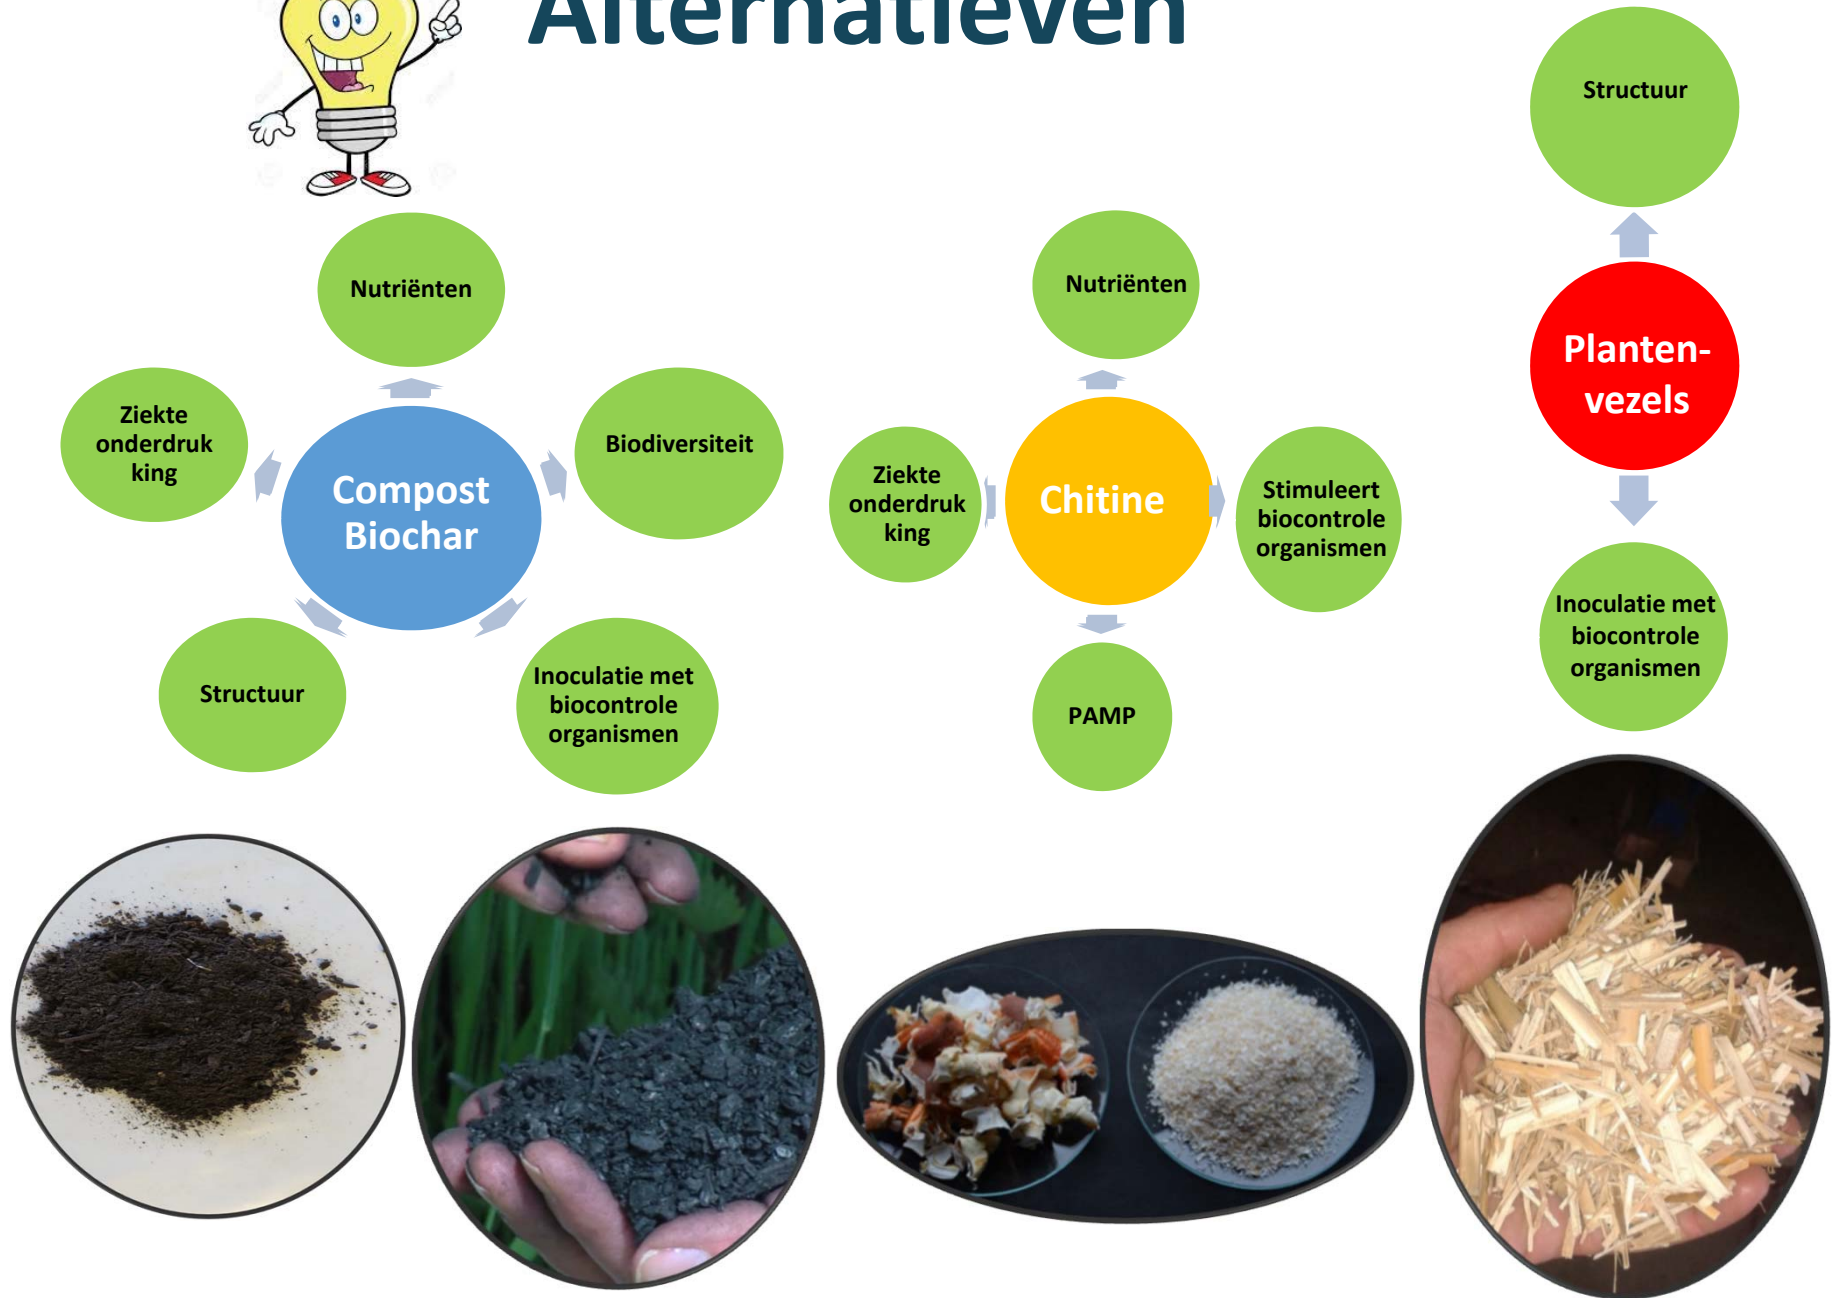 Alternatieven
Nutriënten
Ziekte
onderdruk
king
Biodiversiteit
Compost
Biochar
Structuur
Inoculatie met
biocontrole
organismen
Nutriënten
Ziekte
onderdruk
king
Chitine
Stimuleert
biocontrole
organismen
PAMP
Structuur
Planten-
vezels
Inoculatie met
biocontrole
organismen